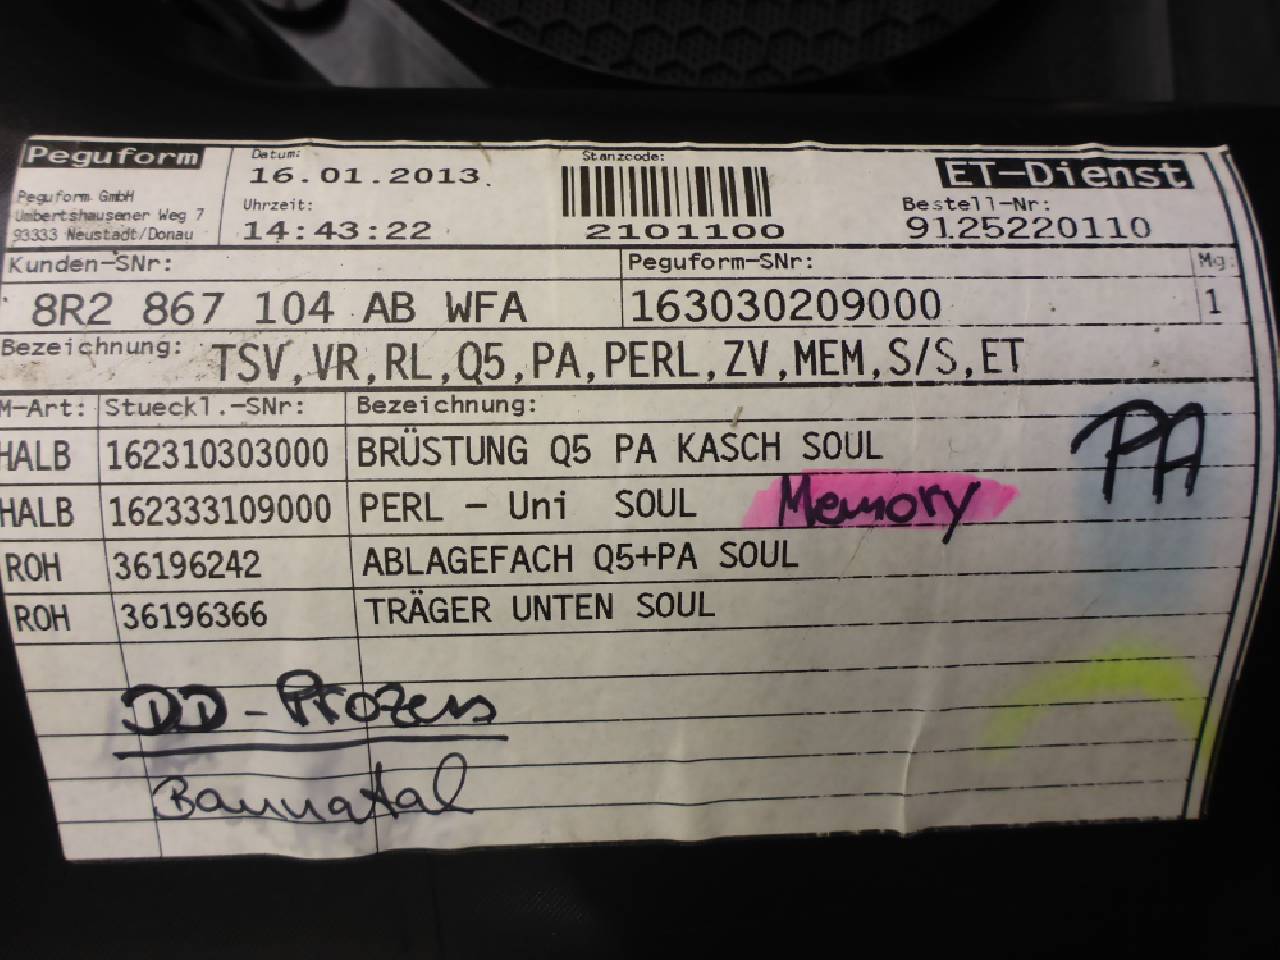 Peguform
Peguform GmbH
Umbertshausener Weg 7
93333 Neustadt/Donau
Datum:
16.01.2013.
Uhrzeit:
14:43:22
Stanzcode:
2101100
ET-Dienst
Bestell-Nr:
9125220110
Kunden-SNr:
8R2 867 104 AB WFA
Peguform-SNr:
163030209000
Mg:
1
Bezeichnung: TSV,VR,RL,Q5,PA,PERL,ZV,MEM,S/S,ET
M-Art: Stueckl.-SNr: Bezeichnung:
HALB 162310303000 BRÜSTUNG Q5 PA KASCH SOUL
HALB 162333109000 PERL - Uni SOUL Memory
ROH 36196242 ABLAGEFACH Q5+PA SOUL
ROH 36196366 TRÄGER UNTEN SOUL
PA
DD-Prozess
Baunatal